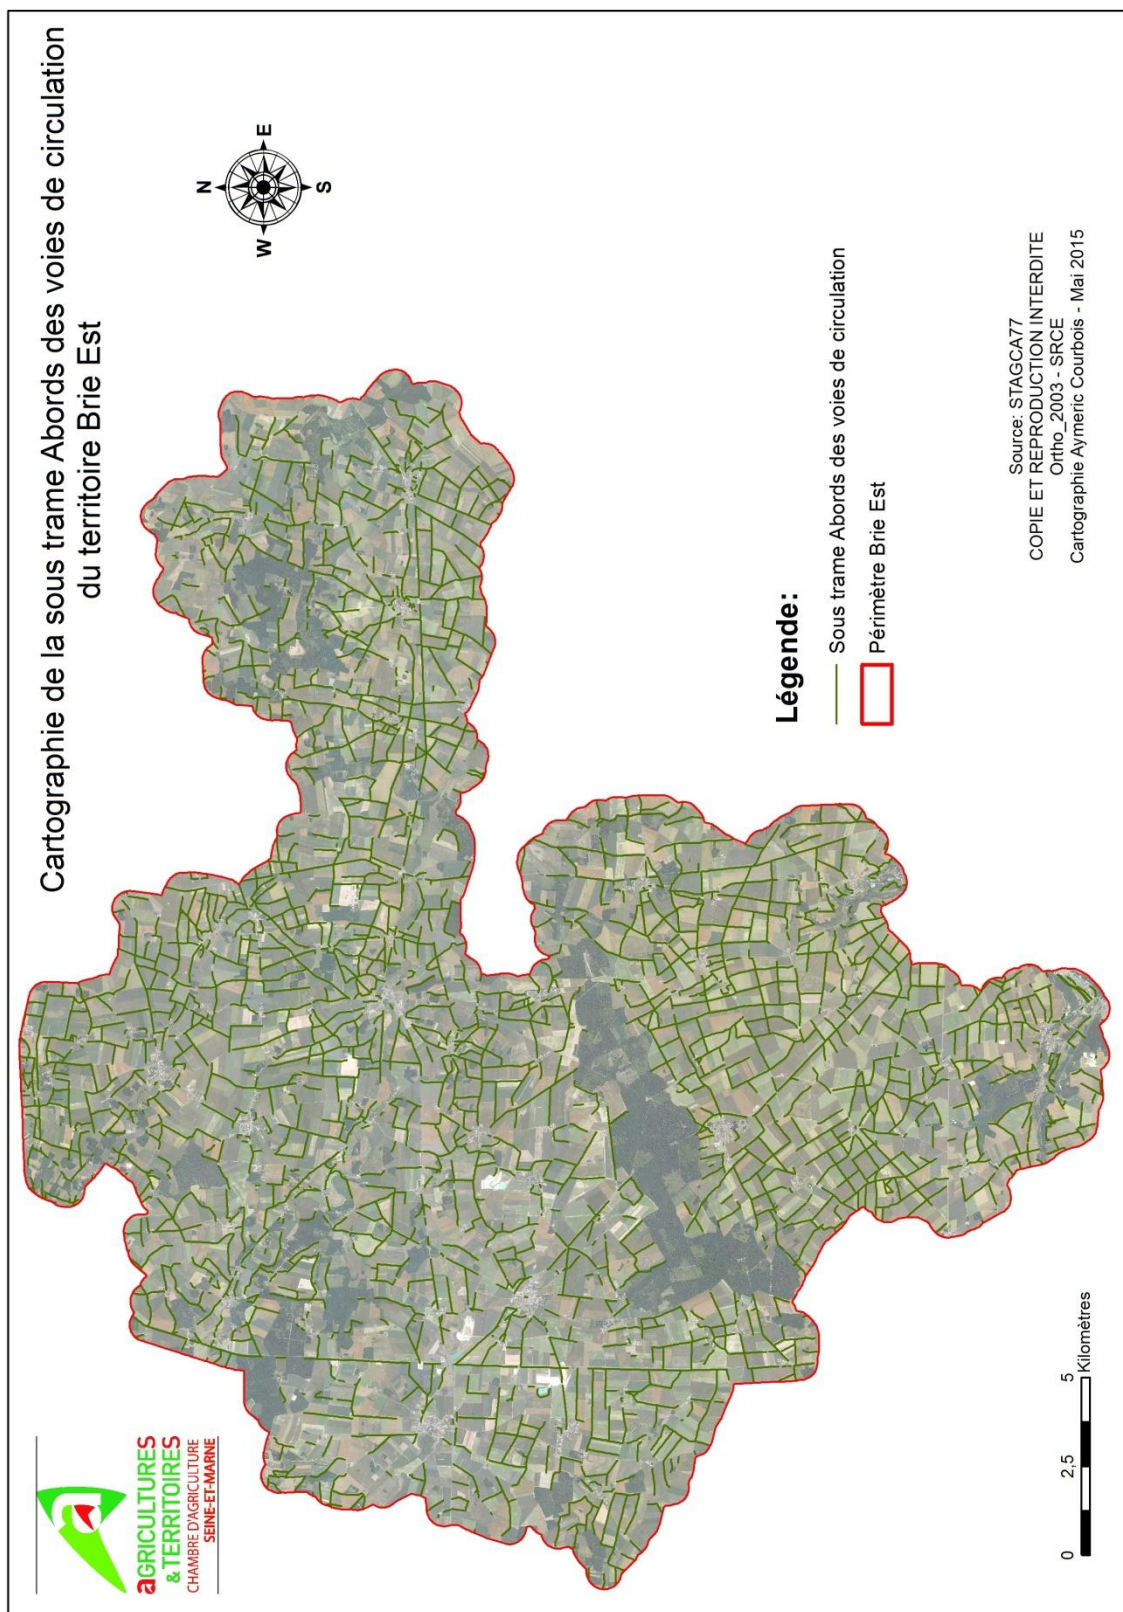 Cartographie de la sous trame Abords des voies de circulation
du territoire Brie Est
N
W
E
S
aGRICULTURES
& TERRITOIRES
CHAMBRE D'AGRICULTURE
SEINE-ET-MARNE
Légende:
Sous trame Abords des voies de circulation
Périmètre Brie Est
0 2,5 5
Kilomètres
Source: STAGCA77
COPIE ET REPRODUCTION INTERDITE
Ortho_2003 - SRCE
Cartographie Aymeric Courbois - Mai 2015